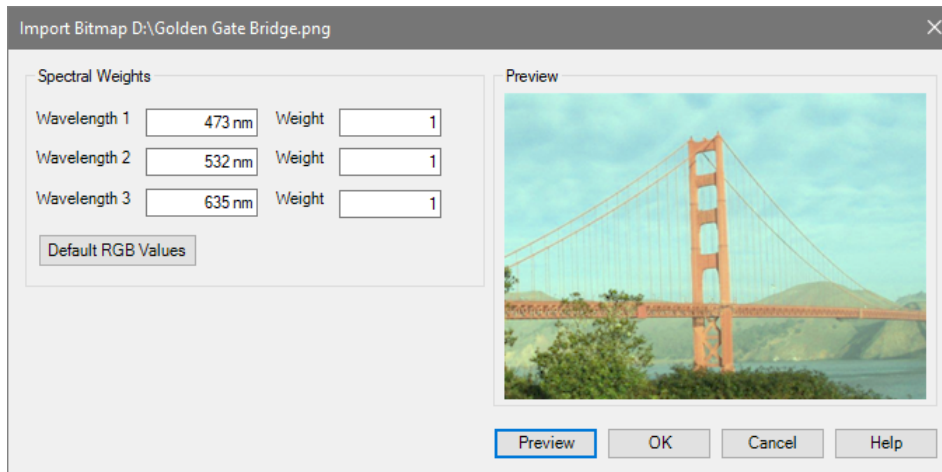 Import Bitmap D:\Golden Gate Bridge.png
Spectral Weights
Wavelength 1 473 nm Weight 1
Wavelength 2 532 nm Weight 1
Wavelength 3 635 nm Weight 1
Default RGB Values
Preview
Preview OK Cancel Help